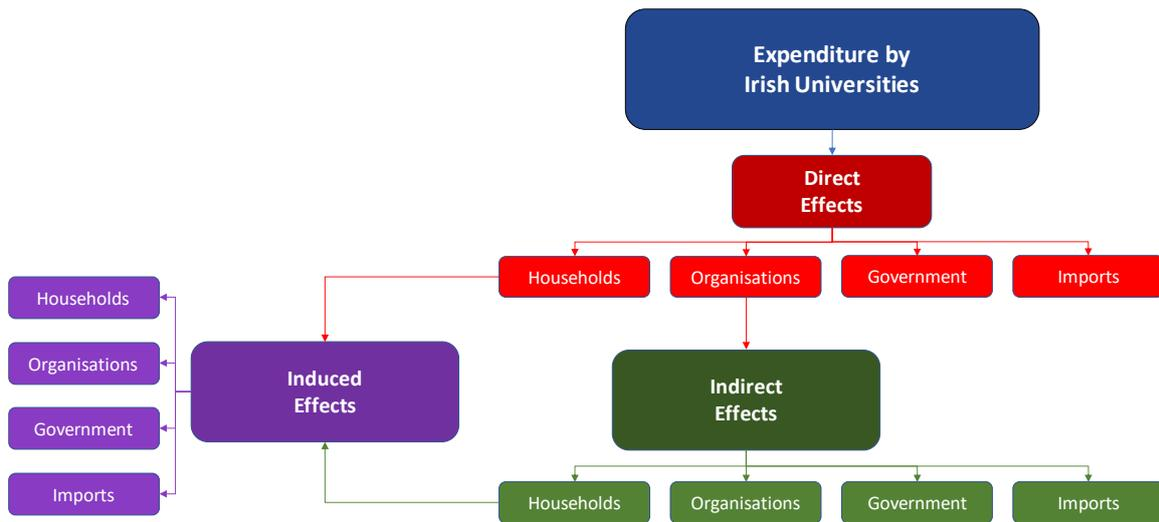 Expenditure by
Irish Universities
Direct
Effects
Households
Organisations
Government
Imports
Households
Organisations
Government
Imports
Induced
Effects
Indirect
Effects
Households
Organisations
Government
Imports